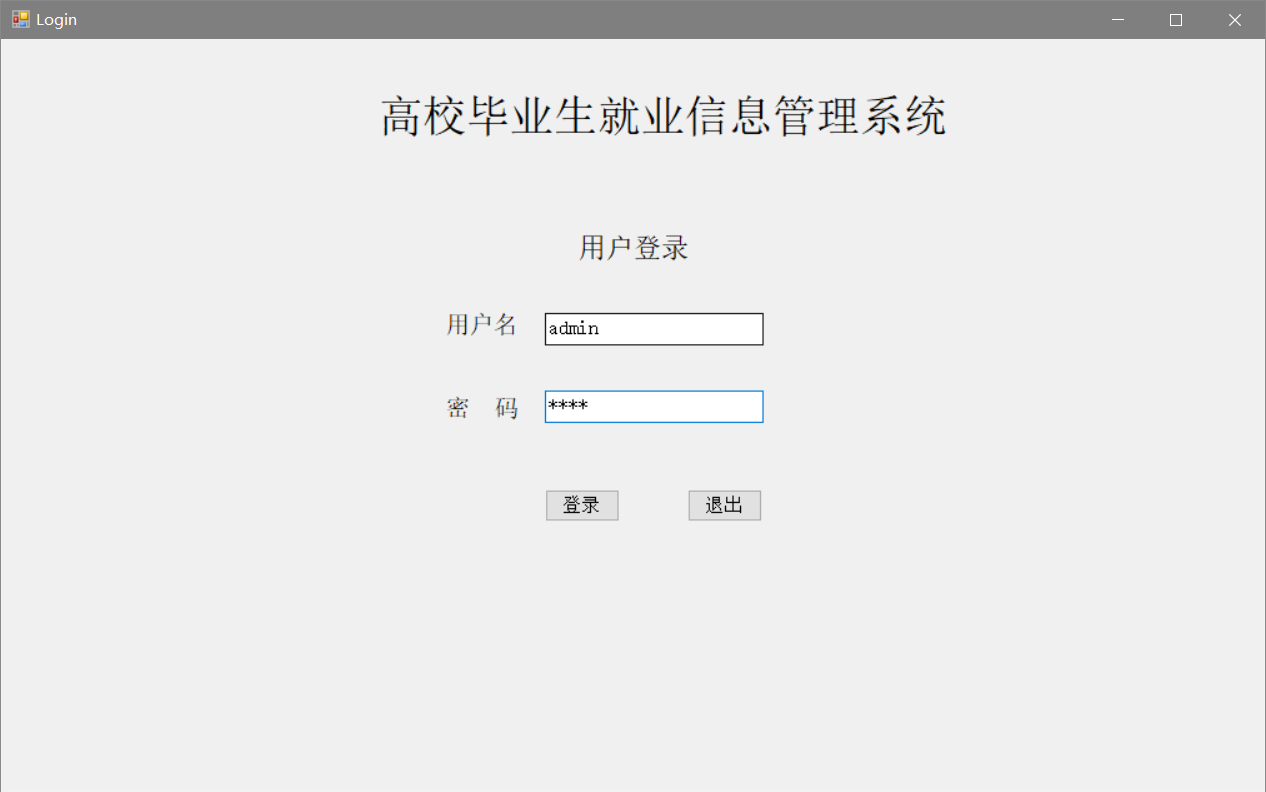 Login
高校毕业生就业信息管理系统
用户登录
用户名 admin
密 码 ****
登录 退出